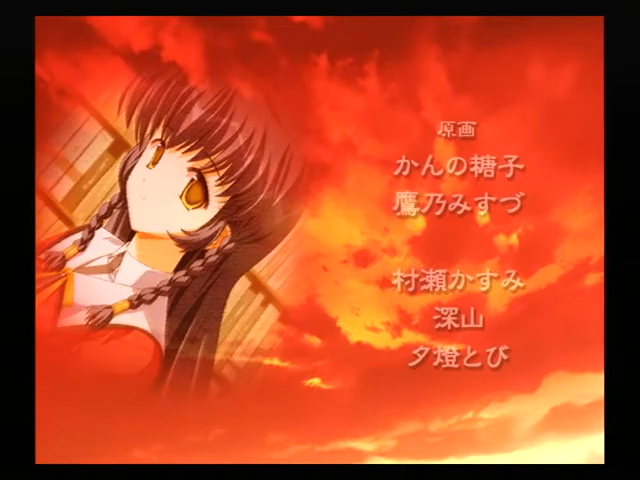 原画
かんの糖子
鷹乃みすづ
村瀬かすみ
深山
夕燈とび